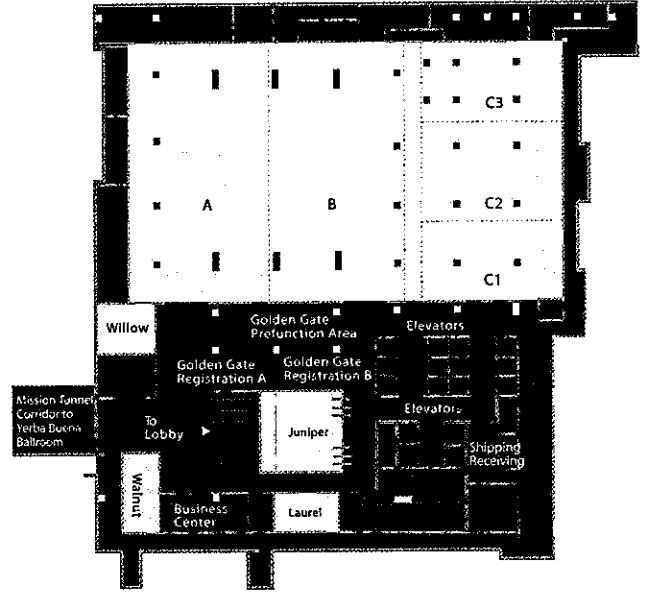 C3
A
B
C2
C1
Willow
Golden Gate
Prefunction Area
Elevators
Golden Gate
Registration A
Golden Gate
Registration B
Mission Tunnel
Corridor to
Yerba Buena
Ballroom
To
Lobby
Elevators
Juniper
Shipping
Receiving
Walnut
Business
Center
Laurel